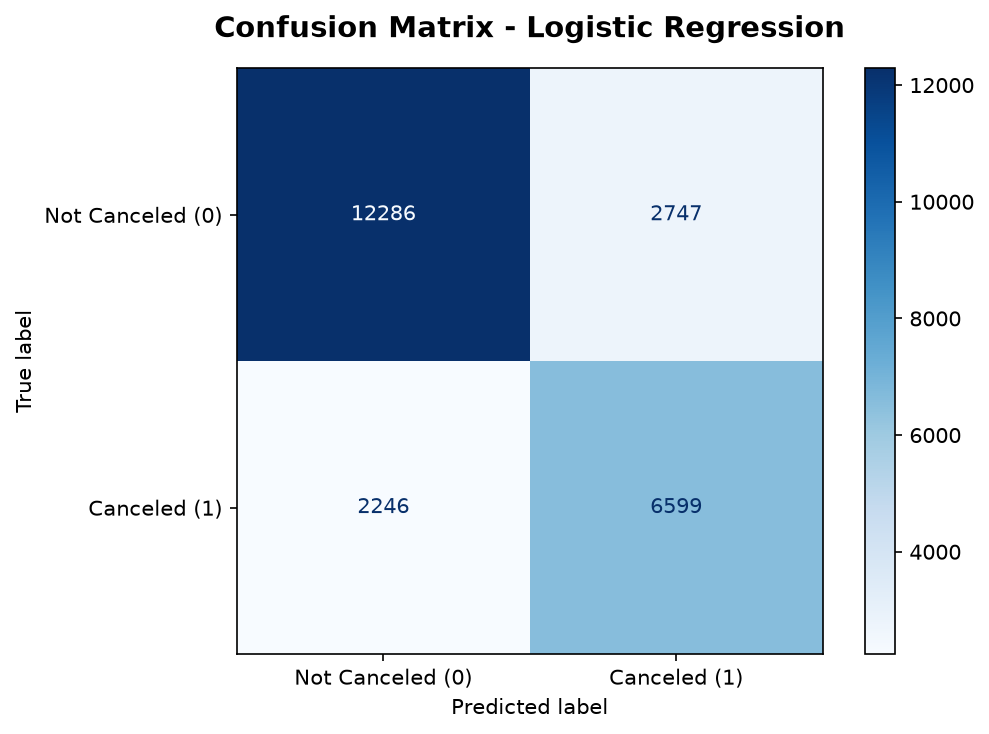 Confusion Matrix - Logistic Regression
True label
Not Canceled (0)
12286
2747
Canceled (1)
2246
6599
Not Canceled (0)
Canceled (1)
Predicted label
12000
10000
8000
6000
4000